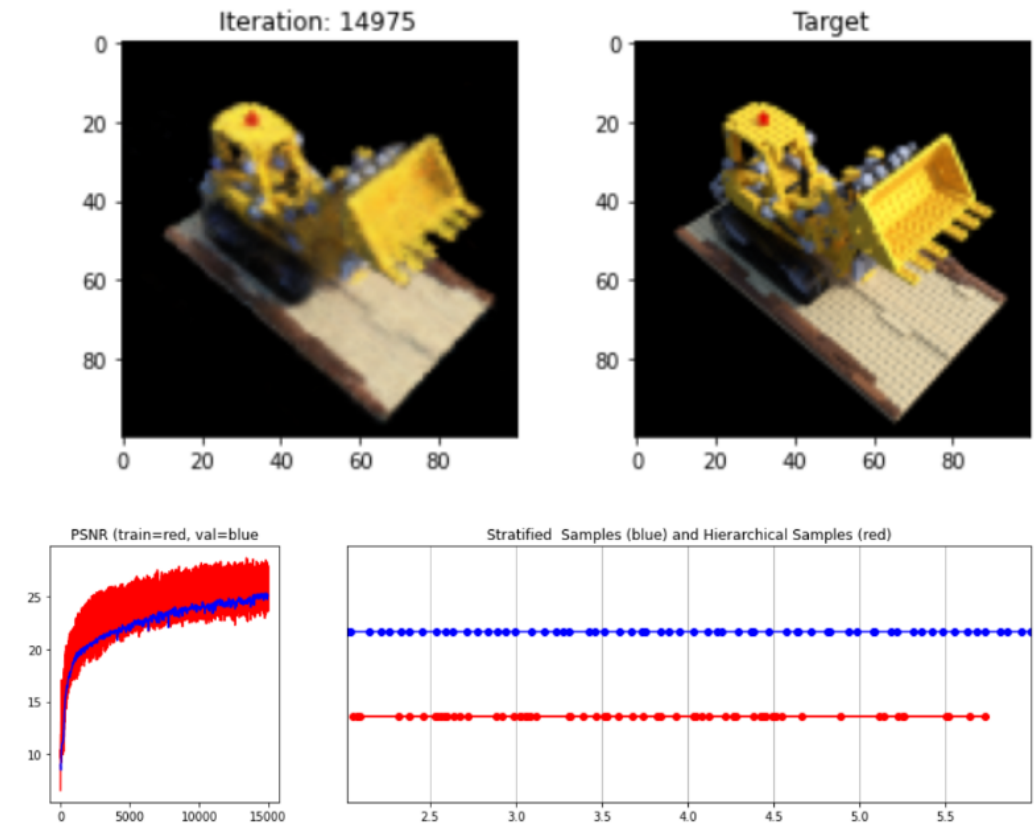 Iteration: 14975
Target
0
20
40
60
80
0 20 40 60 80
0
20
40
60
80
0 20 40 60 80
PSNR (train=red, val=blue
25
20
15
10
0 5000 10000 15000
Stratified Samples (blue) and Hierarchical Samples (red)
2.5 3.0 3.5 4.0 4.5 5.0 5.5